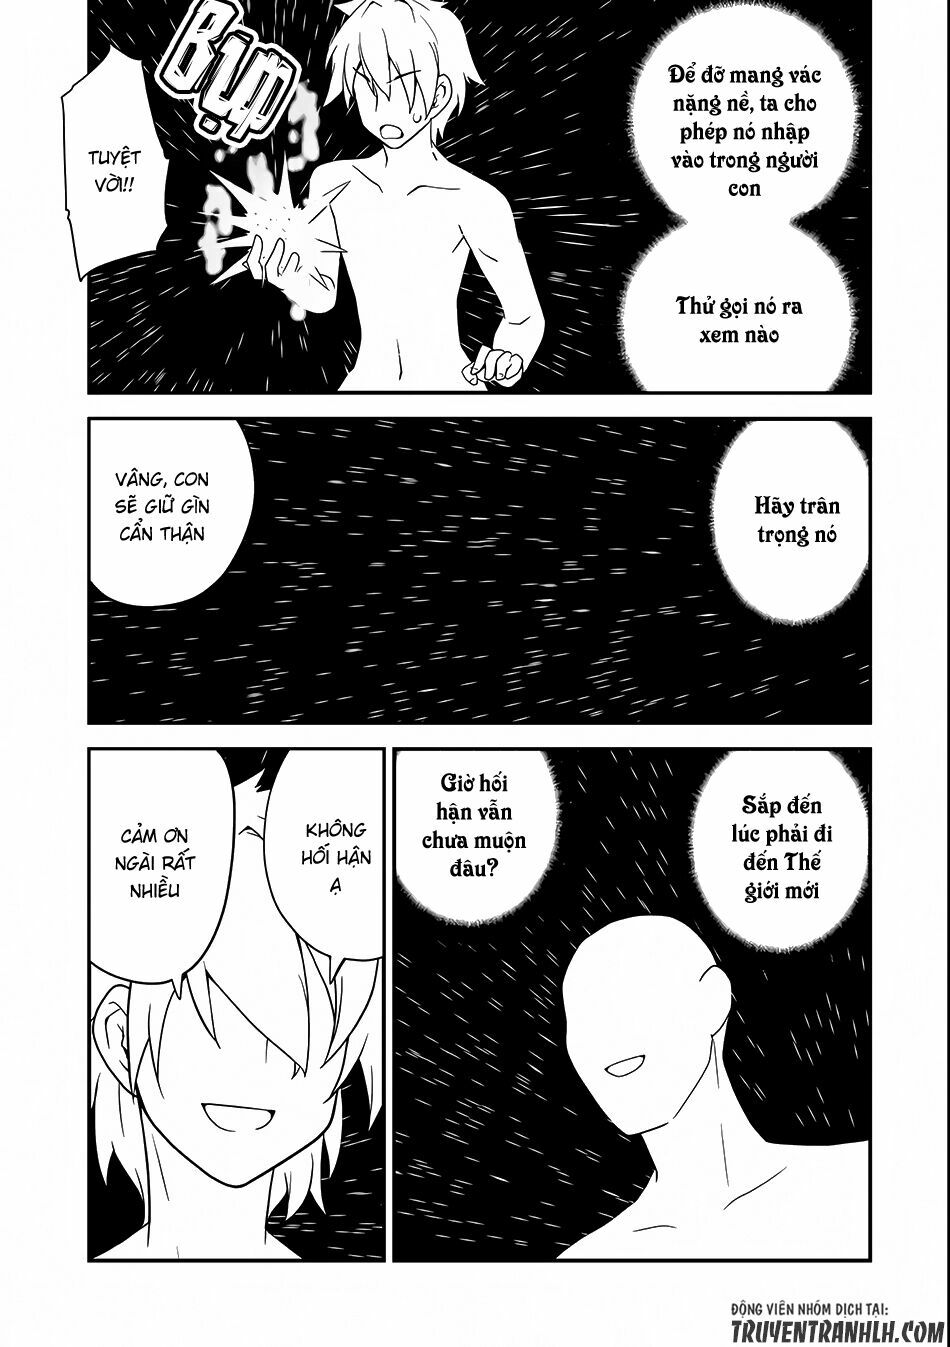 Để đỡ mang vác
nặng nề, ta cho
phép nó nhập
vào trong người
con
Thử gọi nó ra
xem nào
Bụp
TUYỆT
VỜI!!
Hãy trân
trọng nó
VÂNG, CON
SẼ GIỮ GÌN
CẨN THẬN
Sắp đến
lúc phải đi
đến Thế
giới mới
Giờ hối
hận vẫn
chưa muộn
đâu?
KHÔNG
HỐI HẬN
Ạ
CẢM ƠN
NGÀI RẤT
NHIỀU
ĐỘNG VIÊN NHÓM DỊCH TẠI:
TRUYENTRANHLH.COM